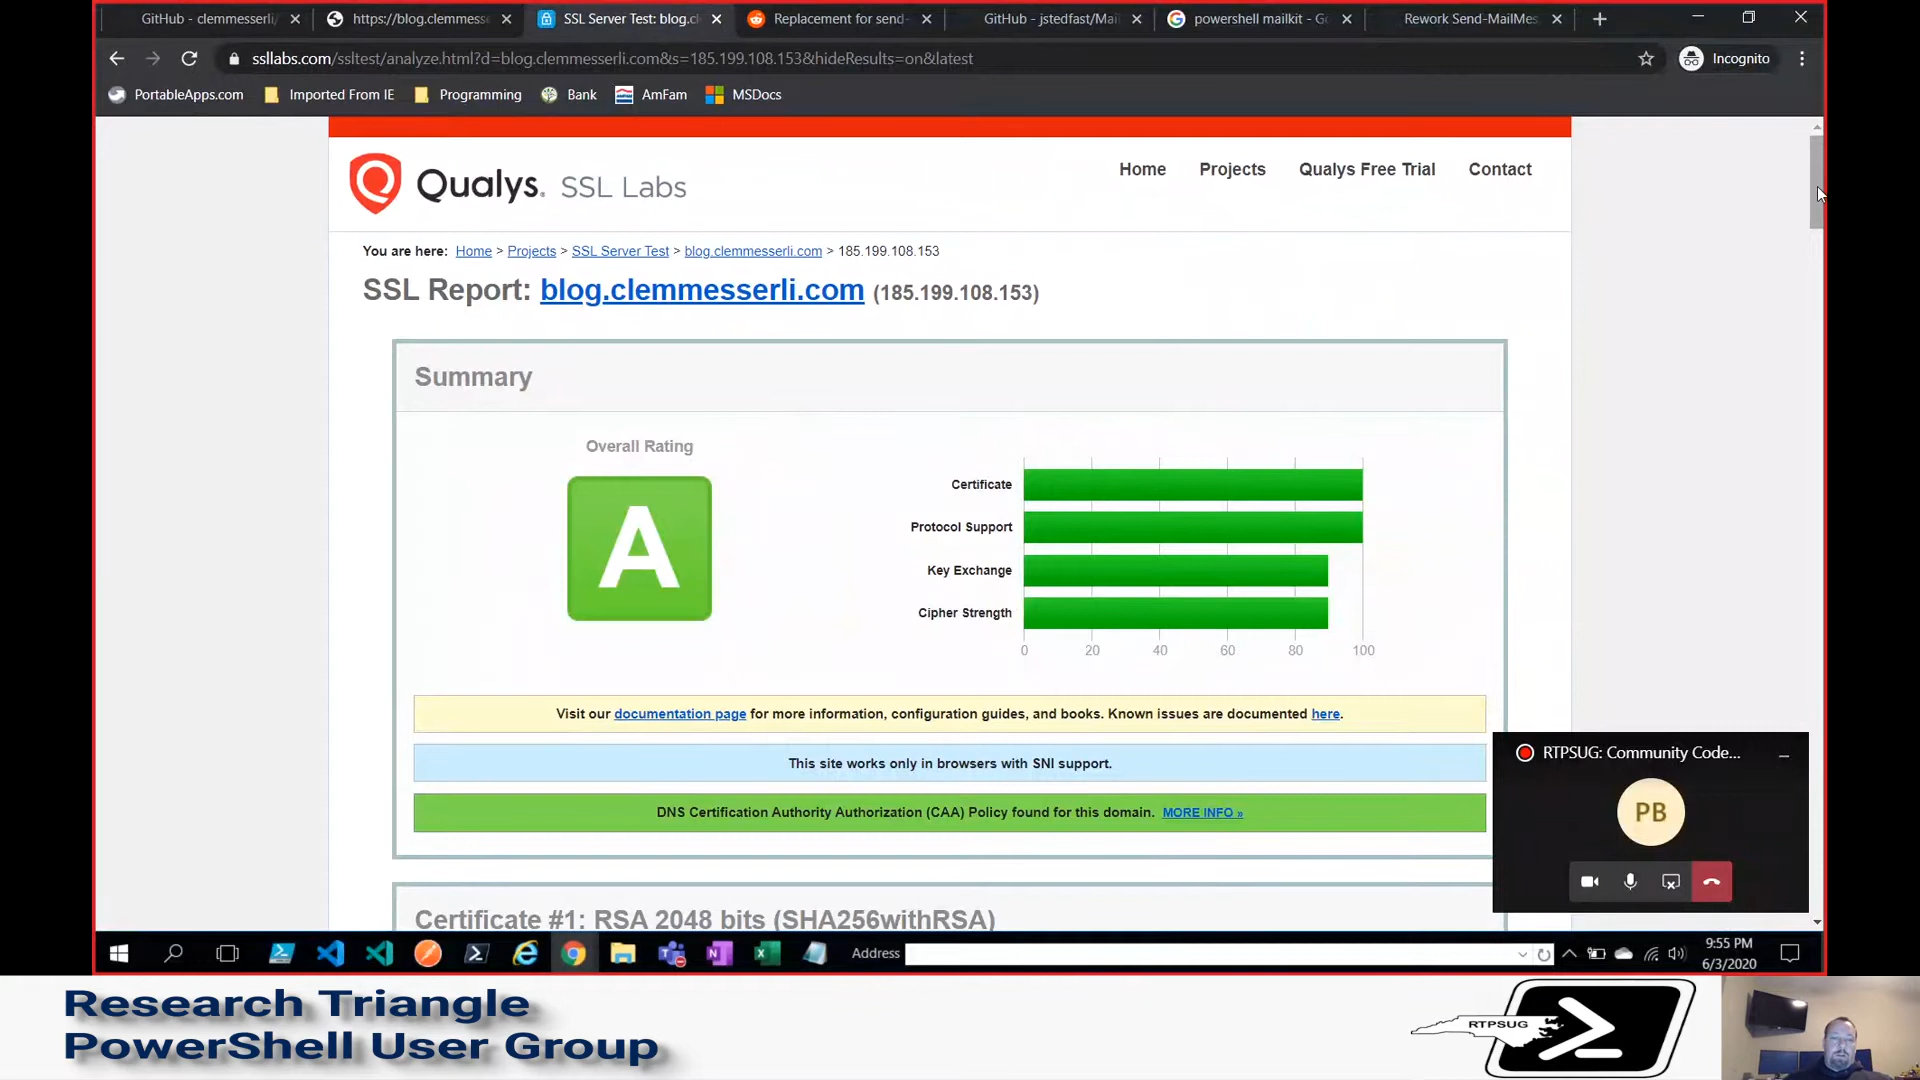 GitHub - clemmesserli/
https://blog.clemmesse
SSL Server Test: blog.cl
Replacement for send-
GitHub - jstedfast/Mail
powershell mailkit - Go
Rework Send-MailMes
ssllabs.com/ssltest/analyze.html?d=blog.clemmesserli.com&s=185.199.108.153&hideResults=on&latest
Incognito
PortableApps.com
Imported From IE
Programming
Bank
AmFam
MSDocs
Qualys. SSL Labs
Home
Projects
Qualys Free Trial
Contact
You are here: Home > Projects > SSL Server Test > blog.clemmesserli.com > 185.199.108.153
SSL Report: blog.clemmesserli.com (185.199.108.153)
Summary
Overall Rating
A
Certificate
Protocol Support
Key Exchange
Cipher Strength
0 20 40 60 80 100
Visit our documentation page for more information, configuration guides, and books. Known issues are documented here.
This site works only in browsers with SNI support.
DNS Certification Authority Authorization (CAA) Policy found for this domain. MORE INFO »
RTPSUG: Community Code...
PB
Certificate #1: RSA 2048 bits (SHA256withRSA)
Address
9:55 PM
6/3/2020
Research Triangle
PowerShell User Group
RTPSUG